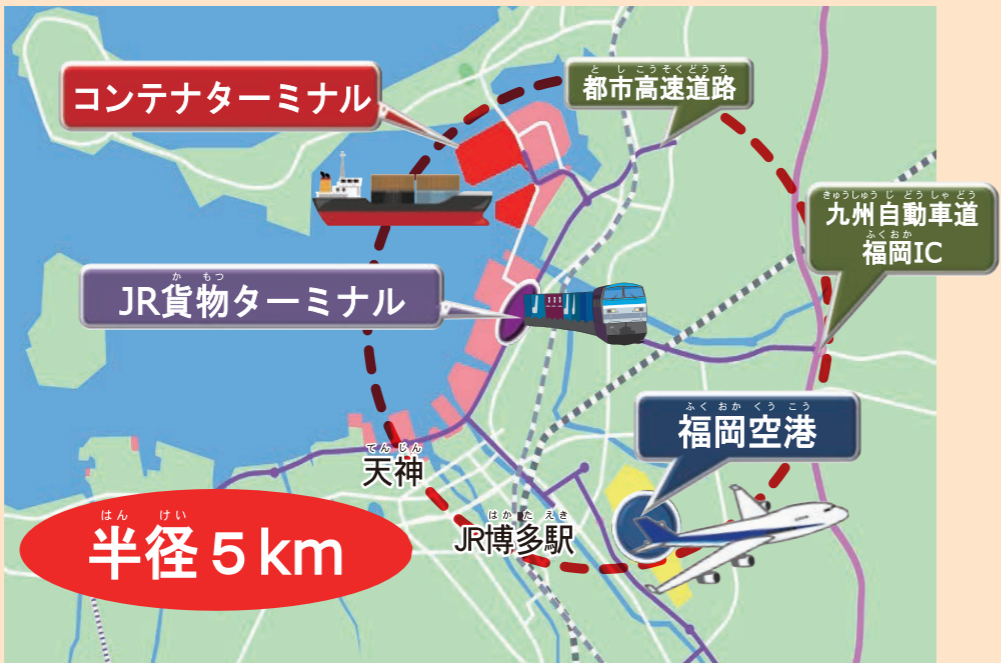 コンテナターミナル
としこうそくどうろ
都市高速道路
きゅうしゅうじどうしゃどう
九州自動車道
ふくおか
福岡IC
かもつ
JR貨物ターミナル
ふくおかくうこう
福岡空港
てんじん
天神
はかたえき
JR博多駅
はんけい
半径5km